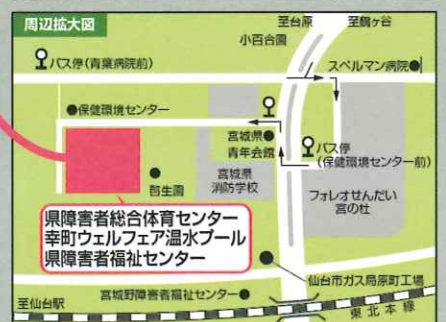 周辺拡大図
至台原
至鶴ヶ谷
小百合園
バス停(青葉病院前)
スペルマン病院
保健環境センター
宮城県
青年会館
バス停
(保健環境センター前)
宮城県
消防学校
啓生園
フォレオせんだい
宮の杜
県障害者総合体育センター
幸町ウェルフェア温水プール
県障害者福祉センター
仙台市ガス局原町工場
宮城野障害者福祉センター
至仙台駅
東北本線